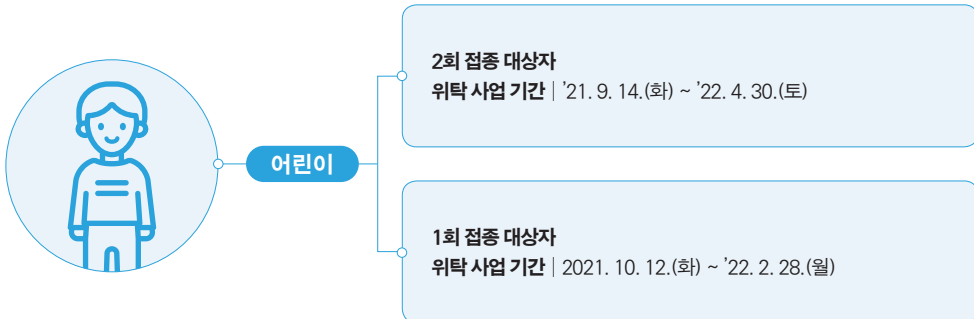 어린이
2회 접종 대상자
위탁 사업 기간 | ’21. 9. 14.(화) ~ ’22. 4. 30.(토)
1회 접종 대상자
위탁 사업 기간 | 2021. 10. 12.(화) ~ ’22. 2. 28.(월)